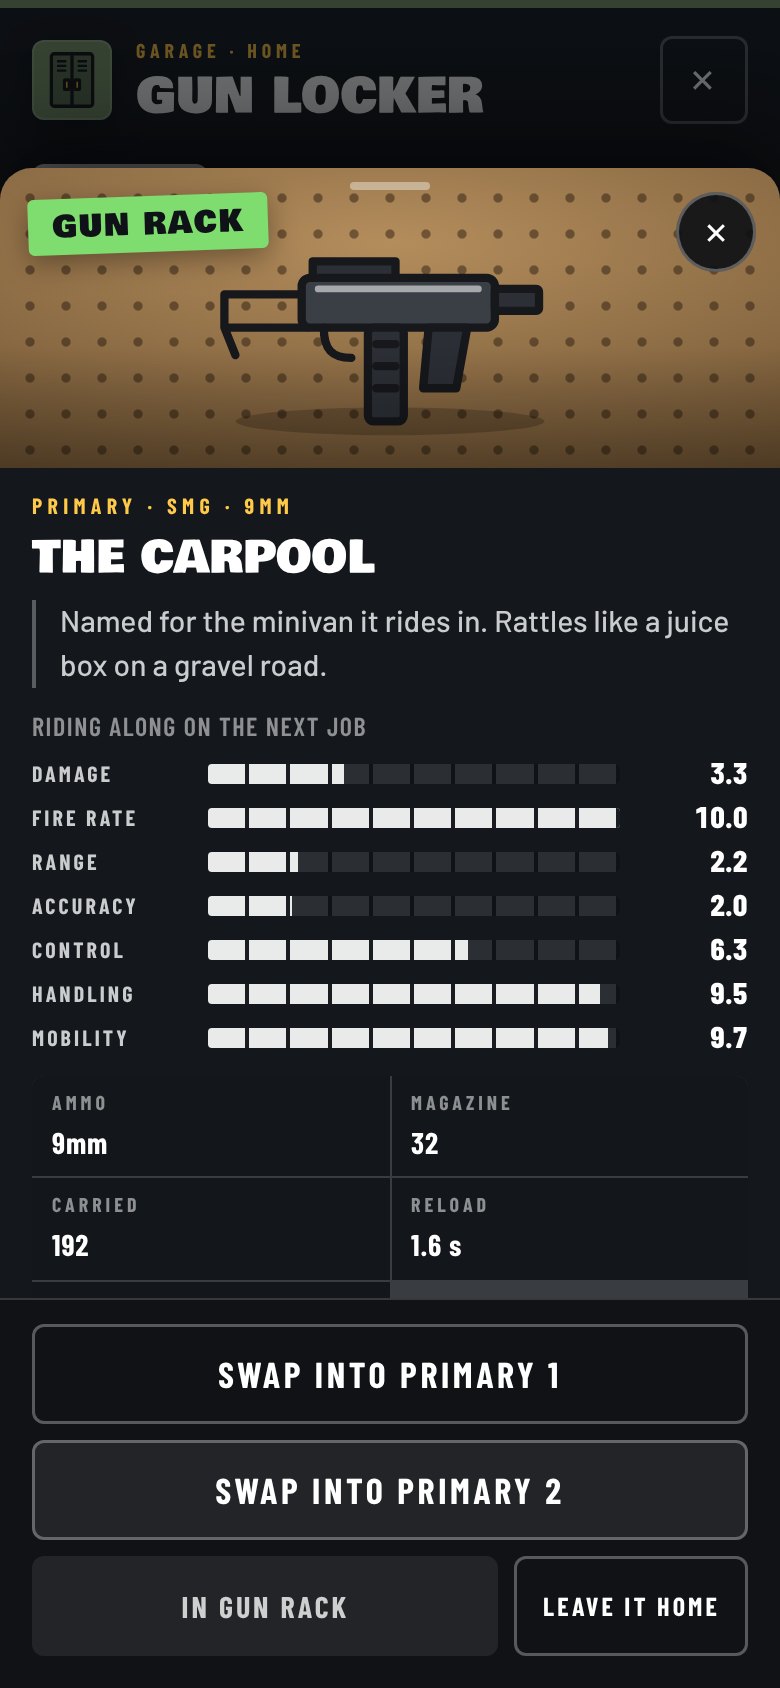 GARAGE · HOME
GUN LOCKER
×
GUN RACK
×
PRIMARY · SMG · 9MM
THE CARPOOL
Named for the minivan it rides in. Rattles like a juice
box on a gravel road.
RIDING ALONG ON THE NEXT JOB
DAMAGE 3.3
FIRE RATE 10.0
RANGE 2.2
ACCURACY 2.0
CONTROL 6.3
HANDLING 9.5
MOBILITY 9.7
AMMO MAGAZINE
9mm 32
CARRIED RELOAD
192 1.6 s
SWAP INTO PRIMARY 1
SWAP INTO PRIMARY 2
IN GUN RACK LEAVE IT HOME